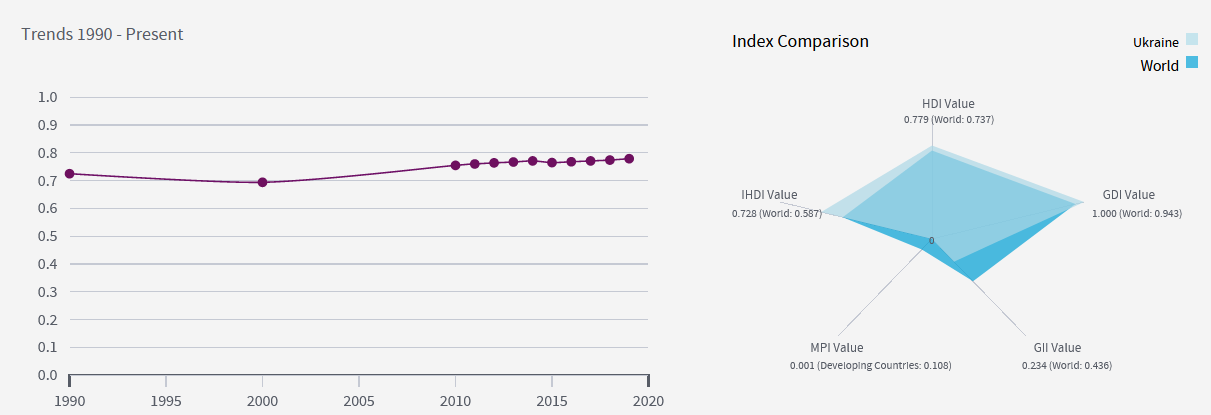 Trends 1990 - Present
1.0
0.9
0.8
0.7
0.6
0.5
0.4
0.3
0.2
0.1
0.0
1990 1995 2000 2005 2010 2015 2020
Index Comparison
Ukraine
World
HDI Value
0.779 (World: 0.737)
IHDI Value
0.728 (World: 0.587)
GDI Value
1.000 (World: 0.943)
0
MPI Value
0.001 (Developing Countries: 0.108)
GII Value
0.234 (World: 0.436)